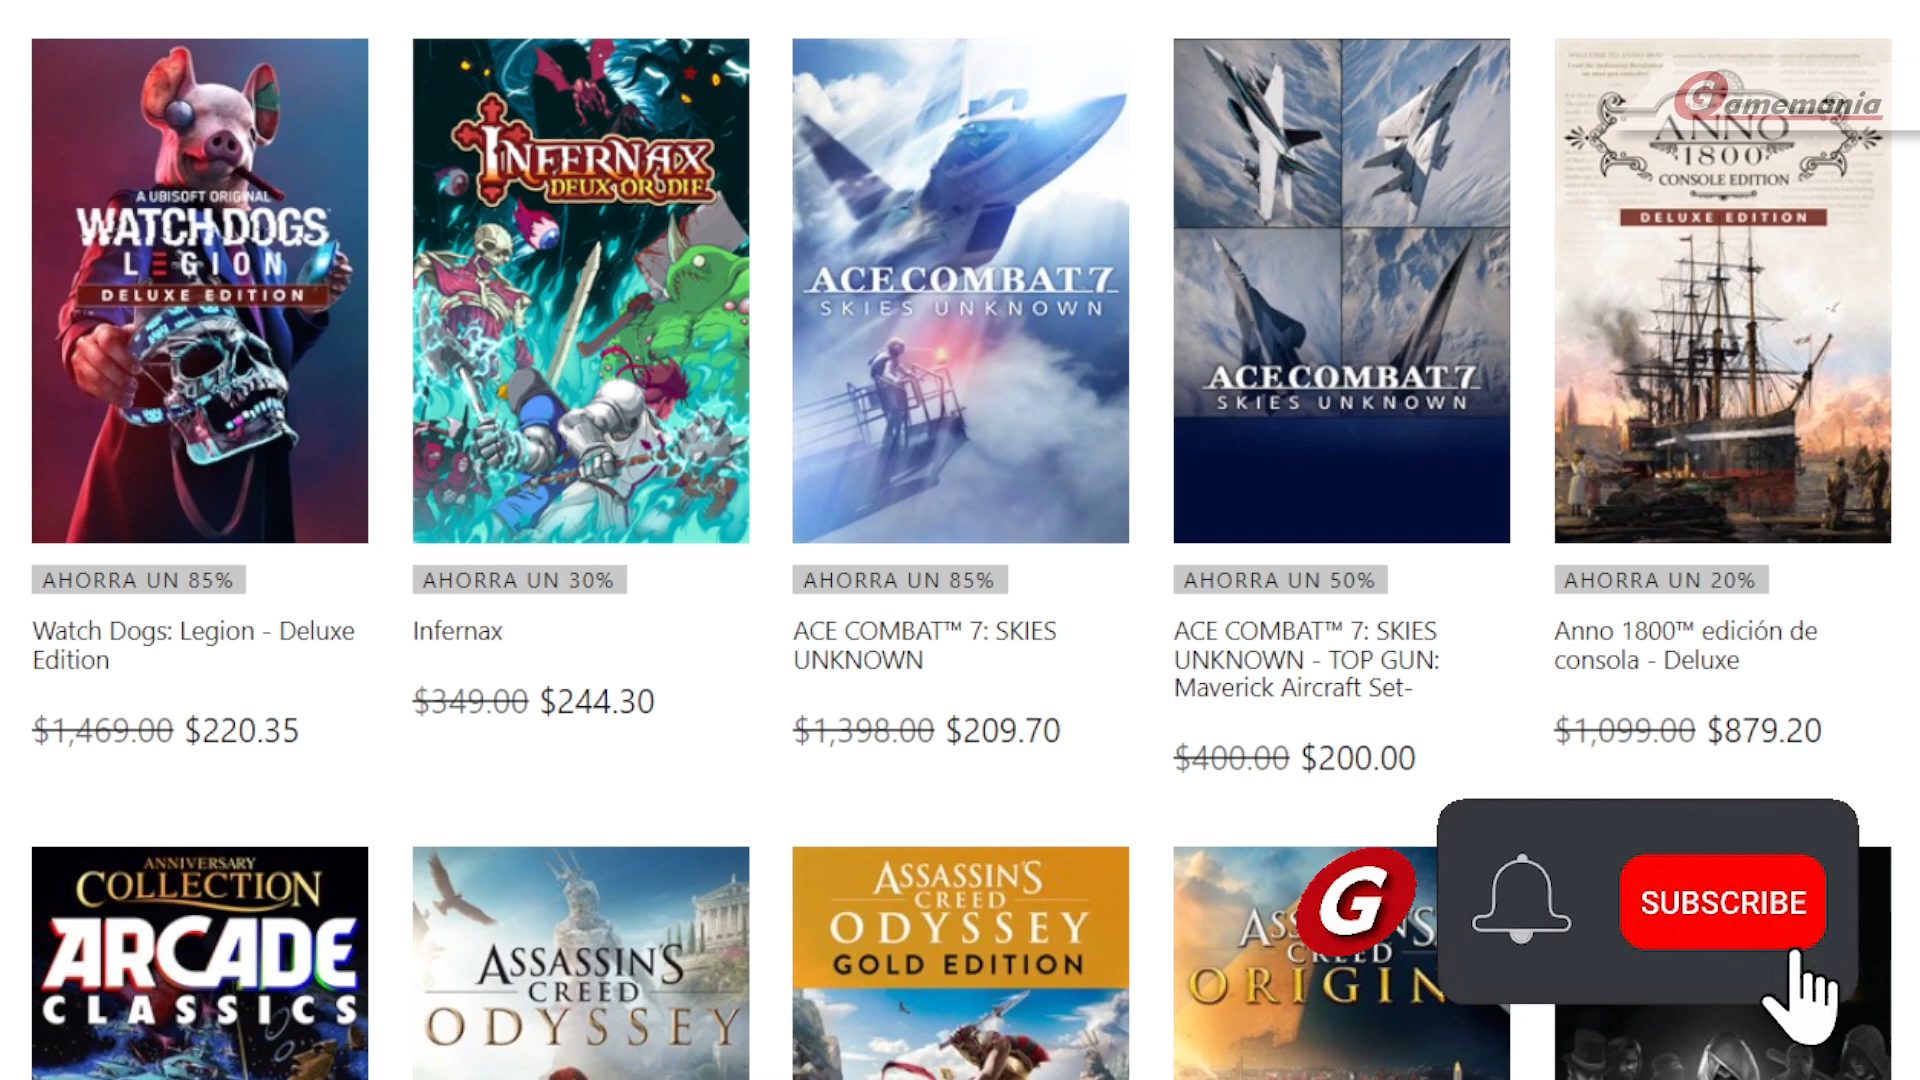 A UBISOFT ORIGINAL
WATCH DOGS
LEGION
DELUXE EDITION
INFERNAX
DEUX OR DIE
ACE COMBAT 7
SKIES UNKNOWN
ACE COMBAT 7
SKIES UNKNOWN
Gamemania
ANNO
1800
CONSOLE EDITION
DELUXE EDITION
AHORRA UN 85%
Watch Dogs: Legion - Deluxe
Edition
$1,469.00 $220.35
AHORRA UN 30%
Infernax
$349.00 $244.30
AHORRA UN 85%
ACE COMBAT™ 7: SKIES
UNKNOWN
$1,398.00 $209.70
AHORRA UN 50%
ACE COMBAT™ 7: SKIES
UNKNOWN - TOP GUN:
Maverick Aircraft Set-
$400.00 $200.00
AHORRA UN 20%
Anno 1800™ edición de
consola - Deluxe
$1,099.00 $879.20
ANNIVERSARY
COLLECTION
ARCADE
CLASSICS
ASSASSIN'S
CREED
ODYSSEY
ASSASSIN'S
CREED
ODYSSEY
GOLD EDITION
G
CREED
ORIGIN
SUBSCRIBE